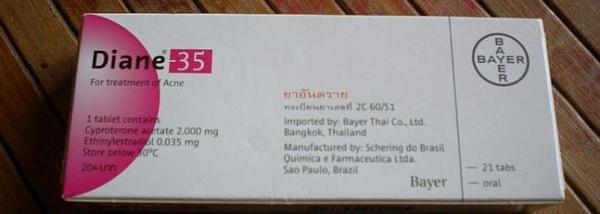 Diane®-35
For treatment of Acne
1 tablet contains
Cyproterone acetate 2.000 mg
Ethinylestradiol 0.035 mg
Store below 30°C
204 บาท
ยาอันตราย
ทะเบียนยาเลขที่ 2C 60/51
Imported by: Bayer Thai Co., Ltd.
Bangkok, Thailand
Manufactured by: Schering do Brasil
Quimica e Farmaceutica Ltda.
Sao Paulo, Brazil
Bayer
BAYER
BAYER
21 tabs
oral